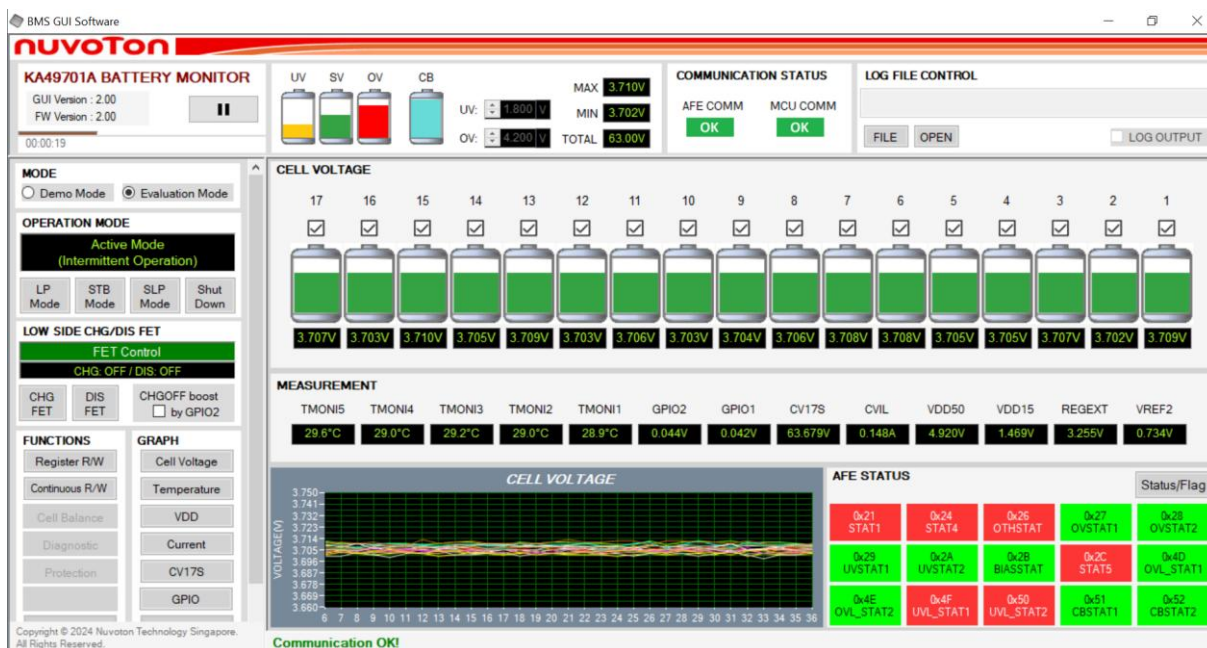 BMS GUI Software
nuvoTon
KA49701A BATTERY MONITOR
GUI Version : 2.00
FW Version : 2.00
00:00:19
UV SV OV CB
UV: 1.800 V
OV: 4.200 V
MAX 3.710V
MIN 3.702V
TOTAL 63.00V
COMMUNICATION STATUS
AFE COMM MCU COMM
OK OK
LOG FILE CONTROL
FILE OPEN LOG OUTPUT
MODE
Demo Mode Evaluation Mode
OPERATION MODE
Active Mode
(Intermittent Operation)
LP Mode STB Mode SLP Mode Shut Down
LOW SIDE CHG/DIS FET
FET Control
CHG: OFF / DIS: OFF
CHG FET DIS FET CHGOFF boost by GPIO2
FUNCTIONS
Register R/W
Continuous R/W
Cell Balance
Diagnostic
Protection
GRAPH
Cell Voltage
Temperature
VDD
Current
CV17S
GPIO
Copyright © 2024 Nuvoton Technology Singapore.
All Rights Reserved.
CELL VOLTAGE
17 16 15 14 13 12 11 10 9 8 7 6 5 4 3 2 1
3.707V 3.703V 3.710V 3.705V 3.709V 3.703V 3.706V 3.703V 3.704V 3.706V 3.708V 3.708V 3.705V 3.705V 3.707V 3.702V 3.709V
MEASUREMENT
TMONI5 TMONI4 TMONI3 TMONI2 TMONI1 GPIO2 GPIO1 CV17S CVIL VDD50 VDD15 REGEXT VREF2
29.6°C 29.0°C 29.2°C 29.0°C 28.9°C 0.044V 0.042V 63.679V 0.148A 4.920V 1.469V 3.255V 0.734V
CELL VOLTAGE
VOLTAGE(V)
3.750
3.741
3.732
3.723
3.714
3.705
3.696
3.687
3.678
3.669
3.660
6 7 8 9 10 11 12 13 14 15 16 17 18 19 20 21 22 23 24 25 26 27 28 29 30 31 32 33 34 35 36
AFE STATUS
Status/Flag
0x21 STAT1 0x24 STAT4 0x26 OTHSTAT 0x27 OVSTAT1 0x28 OVSTAT2
0x29 UVSTAT1 0x2A UVSTAT2 0x2B BIASSTAT 0x2C STAT5 0x4D OVL_STAT1
0x4E OVL_STAT2 0x4F UVL_STAT1 0x50 UVL_STAT2 0x51 CBSTAT1 0x52 CBSTAT2
Communication OK!